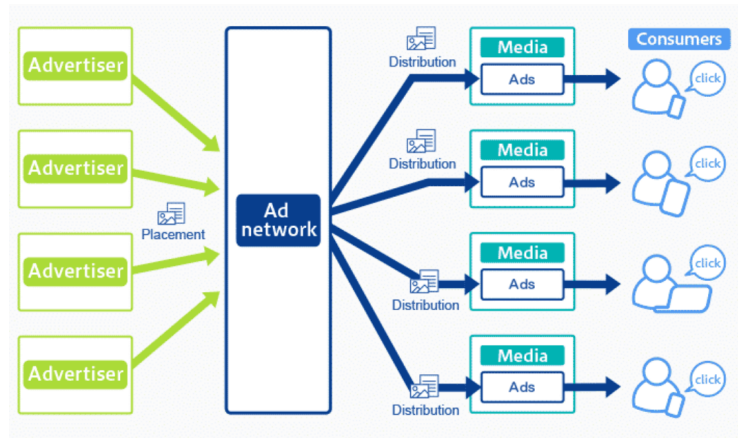 Advertiser
Advertiser
Advertiser
Advertiser
Placement
Ad
network
Distribution
Media
Ads
Distribution
Media
Ads
Distribution
Media
Ads
Distribution
Media
Ads
Consumers
click
click
click
click